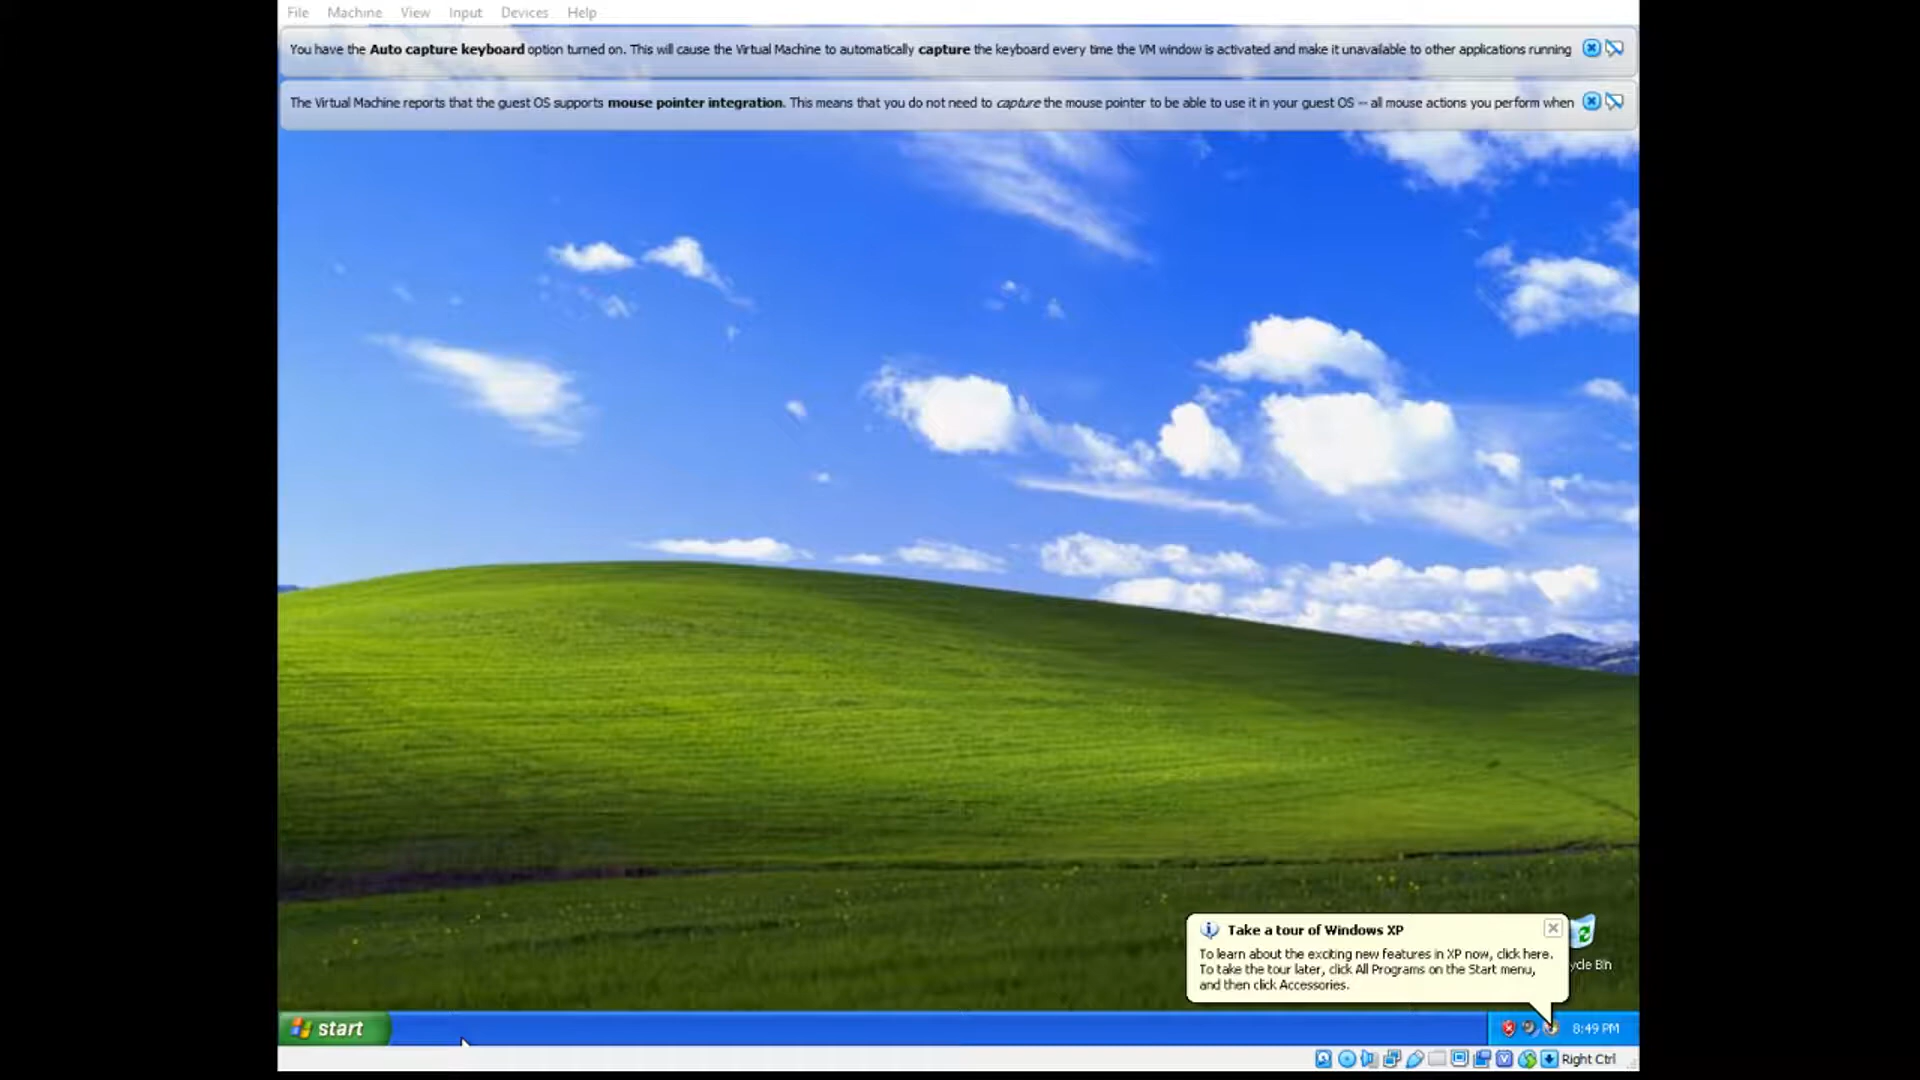 File Machine View Input Devices Help
You have the Auto capture keyboard option turned on. This will cause the Virtual Machine to automatically capture the keyboard every time the VM window is activated and make it unavailable to other applications running
The Virtual Machine reports that the guest OS supports mouse pointer integration. This means that you do not need to capture the mouse pointer to be able to use it in your guest OS -- all mouse actions you perform when
Take a tour of Windows XP
To learn about the exciting new features in XP now, click here.
To take the tour later, click All Programs on the Start menu,
and then click Accessories.
ycle Bin
start
8:49 PM
Right Ctrl